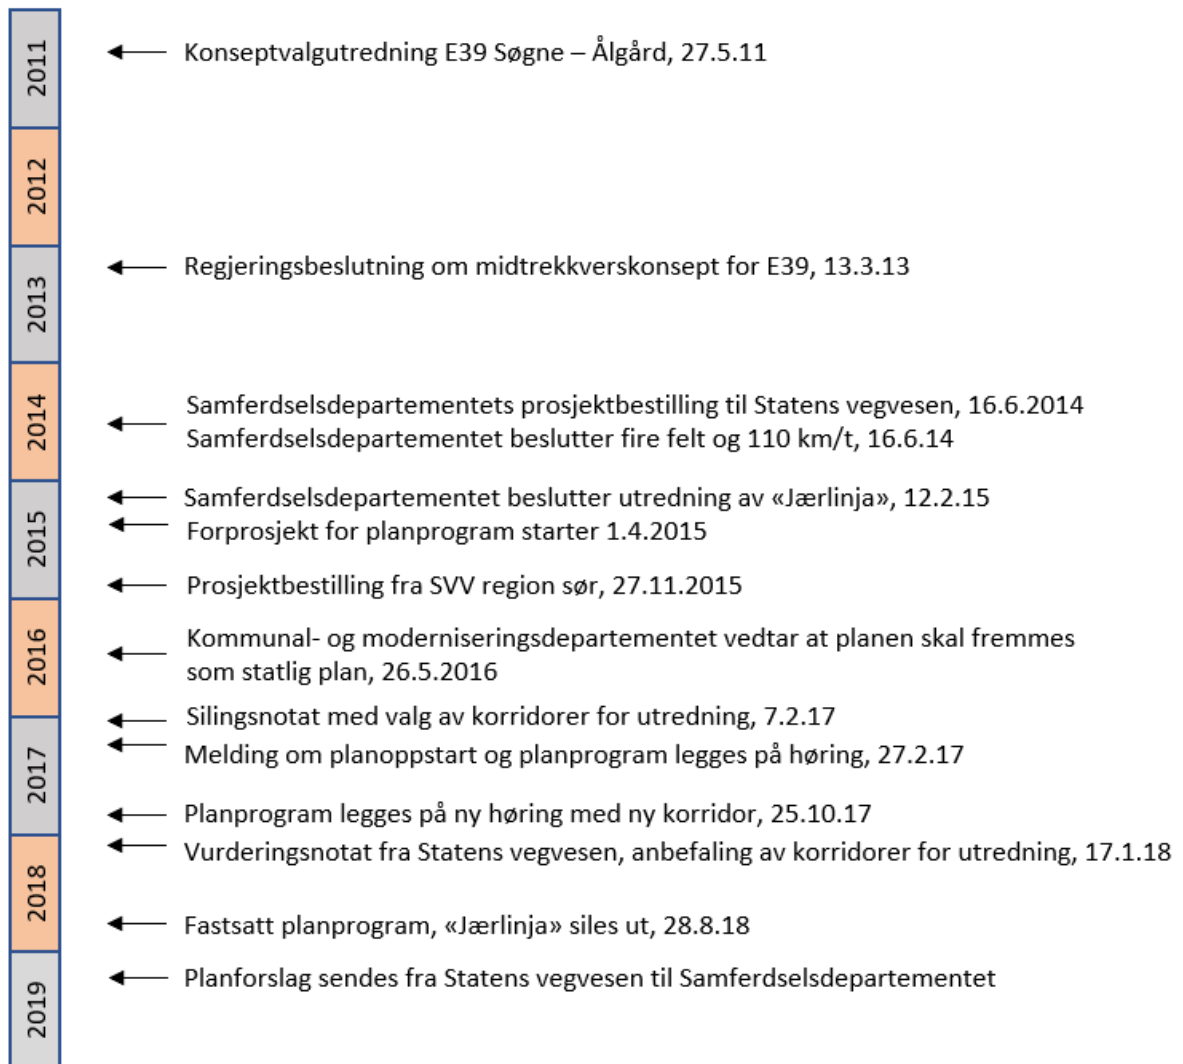 2011
Konseptvalgutredning E39 Søgne – Ålgård, 27.5.11
2012
2013
Regjeringsbeslutning om midtrekkverskonsept for E39, 13.3.13
2014
Samferdselsdepartementets prosjektbestilling til Statens vegvesen, 16.6.2014
Samferdselsdepartementet beslutter fire felt og 110 km/t, 16.6.14
2015
Samferdselsdepartementet beslutter utredning av «Jærlinja», 12.2.15
Forprosjekt for planprogram starter 1.4.2015
Prosjektbestilling fra SVV region sør, 27.11.2015
2016
Kommunal- og moderniseringsdepartementet vedtar at planen skal fremmes
som statlig plan, 26.5.2016
2017
Silingsnotat med valg av korridorer for utredning, 7.2.17
Melding om planoppstart og planprogram legges på høring, 27.2.17
Planprogram legges på ny høring med ny korridor, 25.10.17
2018
Vurderingsnotat fra Statens vegvesen, anbefaling av korridorer for utredning, 17.1.18
Fastsatt planprogram, «Jærlinja» siles ut, 28.8.18
2019
Planforslag sendes fra Statens vegvesen til Samferdselsdepartementet